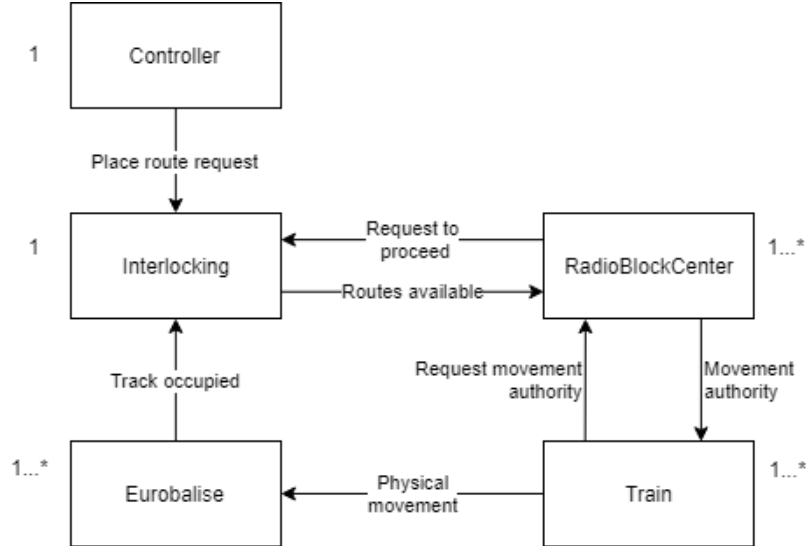 1
Controller
Place route request
1
Interlocking
Request to
proceed
Routes available
RadioBlockCenter
1...*
Track occupied
Request movement
authority
Movement
authority
1...*
Eurobalise
Physical
movement
Train
1...*